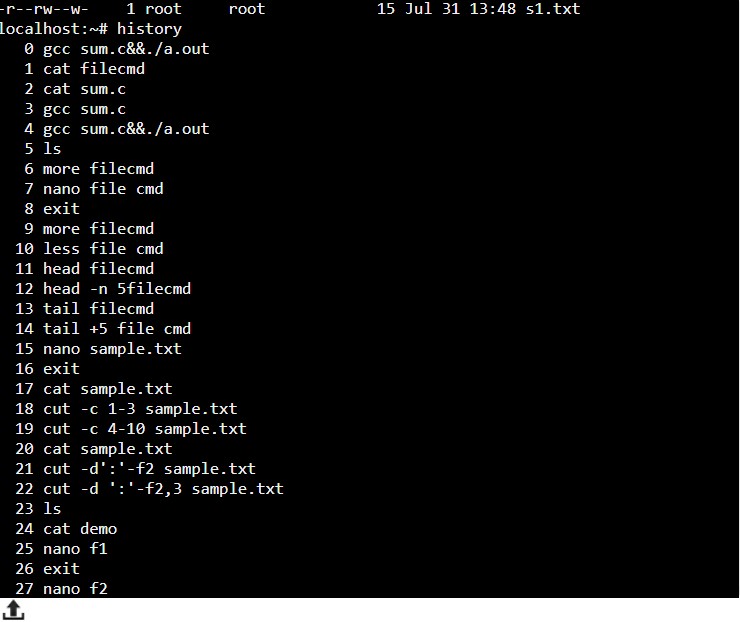 -r--rw--w-    1 root     root            15 Jul 31 13:48 s1.txt
localhost:~# history
   0 gcc sum.c&&./a.out
   1 cat filecmd
   2 cat sum.c
   3 gcc sum.c
   4 gcc sum.c&&./a.out
   5 ls
   6 more filecmd
   7 nano file cmd
   8 exit
   9 more filecmd
  10 less file cmd
  11 head filecmd
  12 head -n 5filecmd
  13 tail filecmd
  14 tail +5 file cmd
  15 nano sample.txt
  16 exit
  17 cat sample.txt
  18 cut -c 1-3 sample.txt
  19 cut -c 4-10 sample.txt
  20 cat sample.txt
  21 cut -d':'-f2 sample.txt
  22 cut -d ':'-f2,3 sample.txt
  23 ls
  24 cat demo
  25 nano f1
  26 exit
  27 nano f2